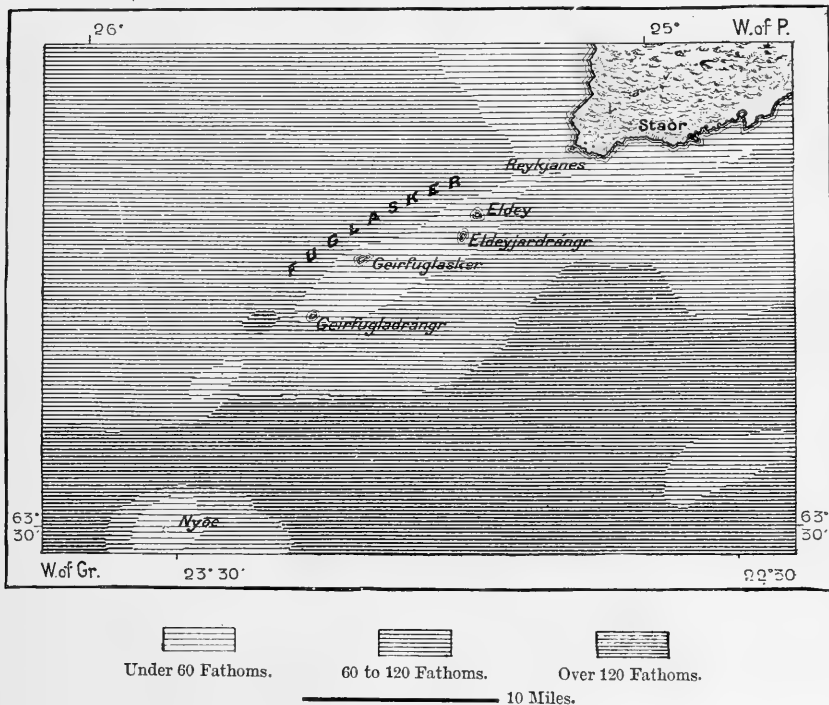 26° 25° W. of P.
Staðr
Reykjanes
FUGLASKER
Eldey
Eldeyjardrángr
Geirfuglasker
Geirfugladrángr
63° 30′ Nyöe 63° 30′
W. of Gr. 23° 30′ 22° 30
Under 60 Fathoms. 60 to 120 Fathoms. Over 120 Fathoms.
10 Miles.